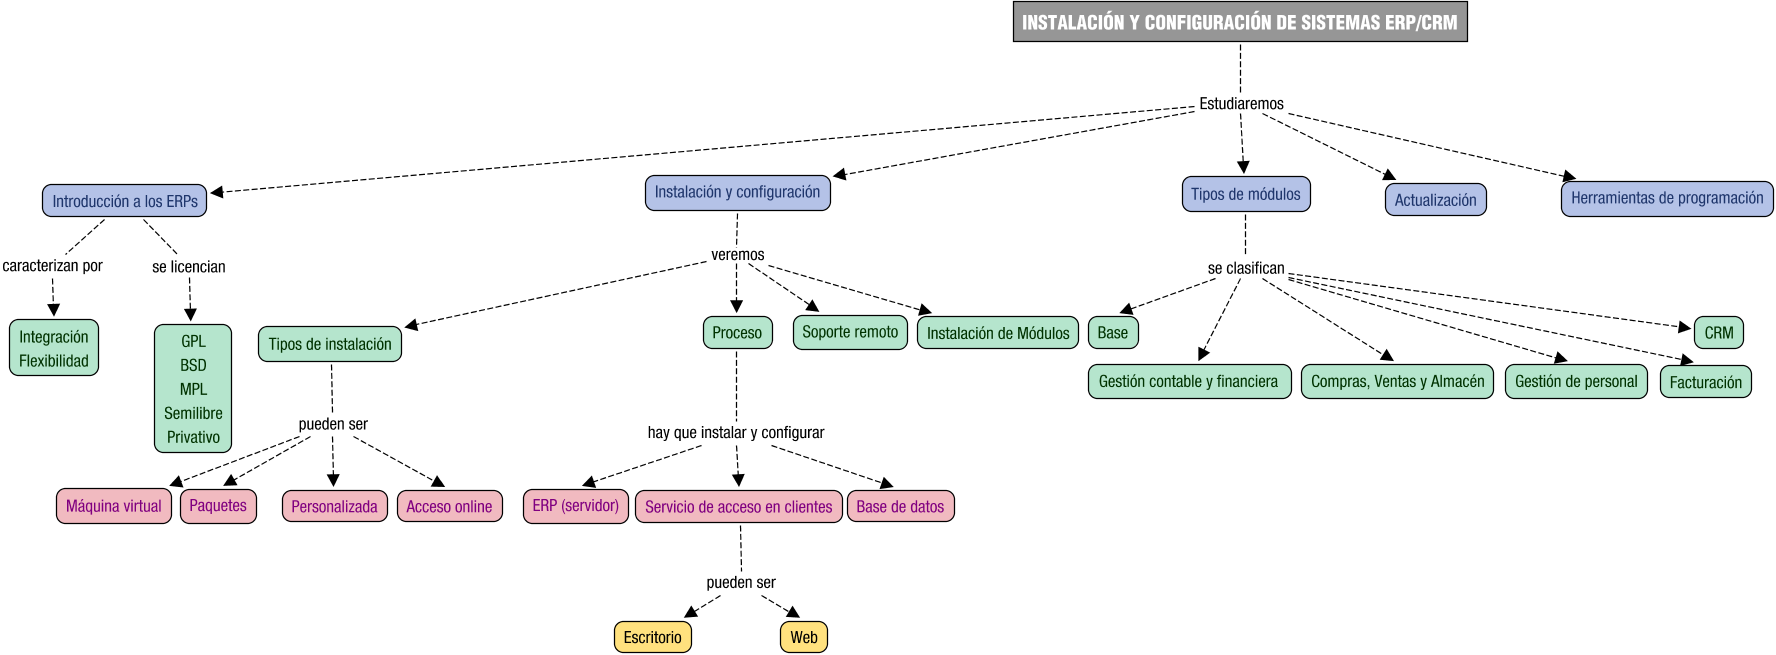 INSTALACIÓN Y CONFIGURACIÓN DE SISTEMAS ERP/CRM
Estudiaremos
Introducción a los ERPs
Instalación y configuración
Tipos de módulos
Actualización
Herramientas de programación
caracterizan por
se licencian
veremos
se clasifican
Integración
Flexibilidad
GPL
BSD
MPL
Semilibre
Privativo
Tipos de instalación
Proceso
Soporte remoto
Instalación de Módulos
Base
CRM
Gestión contable y financiera
Compras, Ventas y Almacén
Gestión de personal
Facturación
pueden ser
hay que instalar y configurar
Máquina virtual
Paquetes
Personalizada
Acceso online
ERP (servidor)
Servicio de acceso en clientes
Base de datos
pueden ser
Escritorio
Web